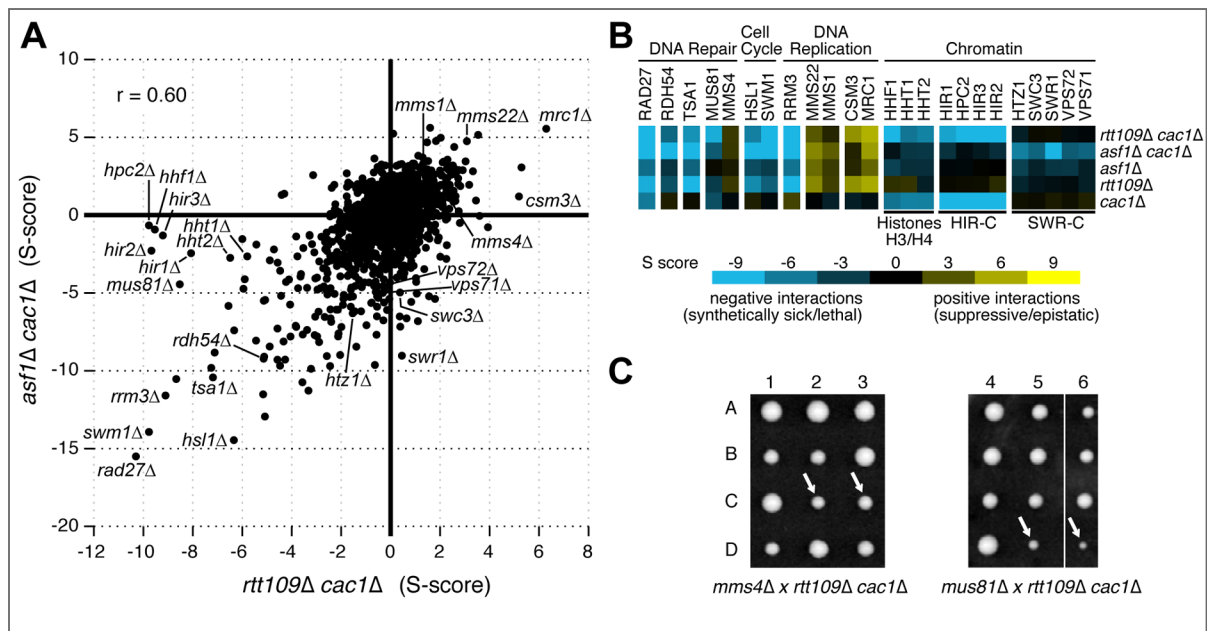 A
r = 0.60
10
5
0
-5
-10
-15
-20
-12
-10
-8
-6
-4
-2
0
2
4
6
8
asf1Δ cac1Δ (S-score)
rtt109Δ cac1Δ (S-score)
mms1Δ
mms22Δ
mrc1Δ
hpc2Δ
hhf1Δ
hir3Δ
csm3Δ
hht1Δ
hht2Δ
mms4Δ
hir2Δ
hir1Δ
mus81Δ
vps72Δ
vps71Δ
swc3Δ
rdh54Δ
swr1Δ
tsa1Δ
htz1Δ
rrm3Δ
swm1Δ
hsl1Δ
rad27Δ
B
DNA Repair
Cell
Cycle
DNA
Replication
Chromatin
RAD27
RDH54
TSA1
MUS81
MMS4
HSL1
SWM1
RRM3
MMS22
MMS1
CSM3
MRC1
HHF1
HHT1
HHT2
HIR1
HPC2
HIR3
HIR2
HTZ1
SWC3
SWR1
VPS72
VPS71
rtt109Δ cac1Δ
asf1Δ cac1Δ
asf1Δ
rtt109Δ
cac1Δ
Histones
H3/H4
HIR-C
SWR-C
S score
-9 -6 -3 0 3 6 9
negative interactions
(synthetically sick/lethal)
positive interactions
(suppressive/epistatic)
C
1 2 3
4 5 6
A
B
C
D
mms4Δ x rtt109Δ cac1Δ
mus81Δ x rtt109Δ cac1Δ